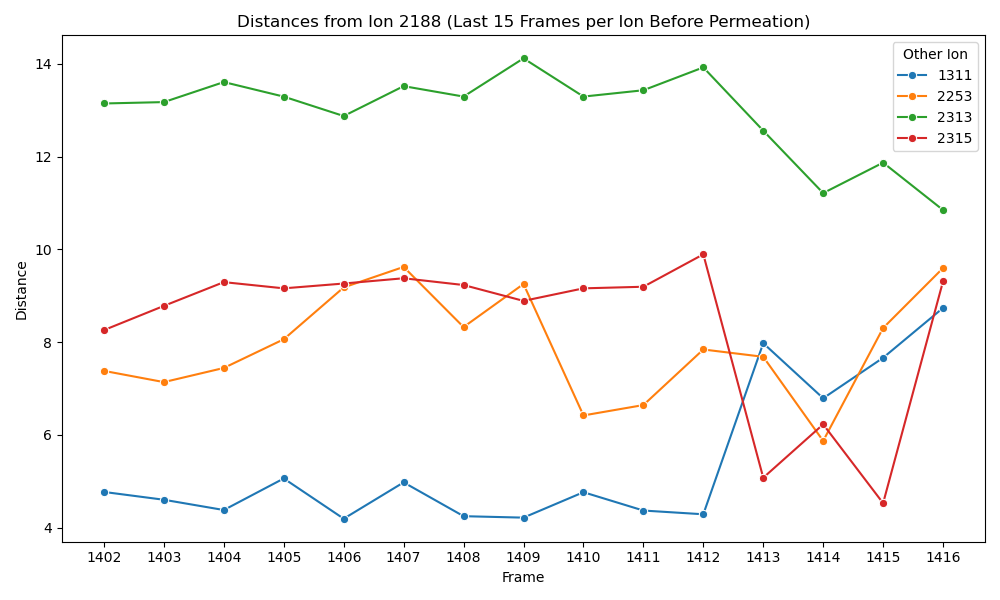 Distances from Ion 2188 (Last 15 Frames per Ion Before Permeation)
Other Ion
1311
2253
2313
2315
Distance
14
12
10
8
6
4
1402 1403 1404 1405 1406 1407 1408 1409 1410 1411 1412 1413 1414 1415 1416
Frame